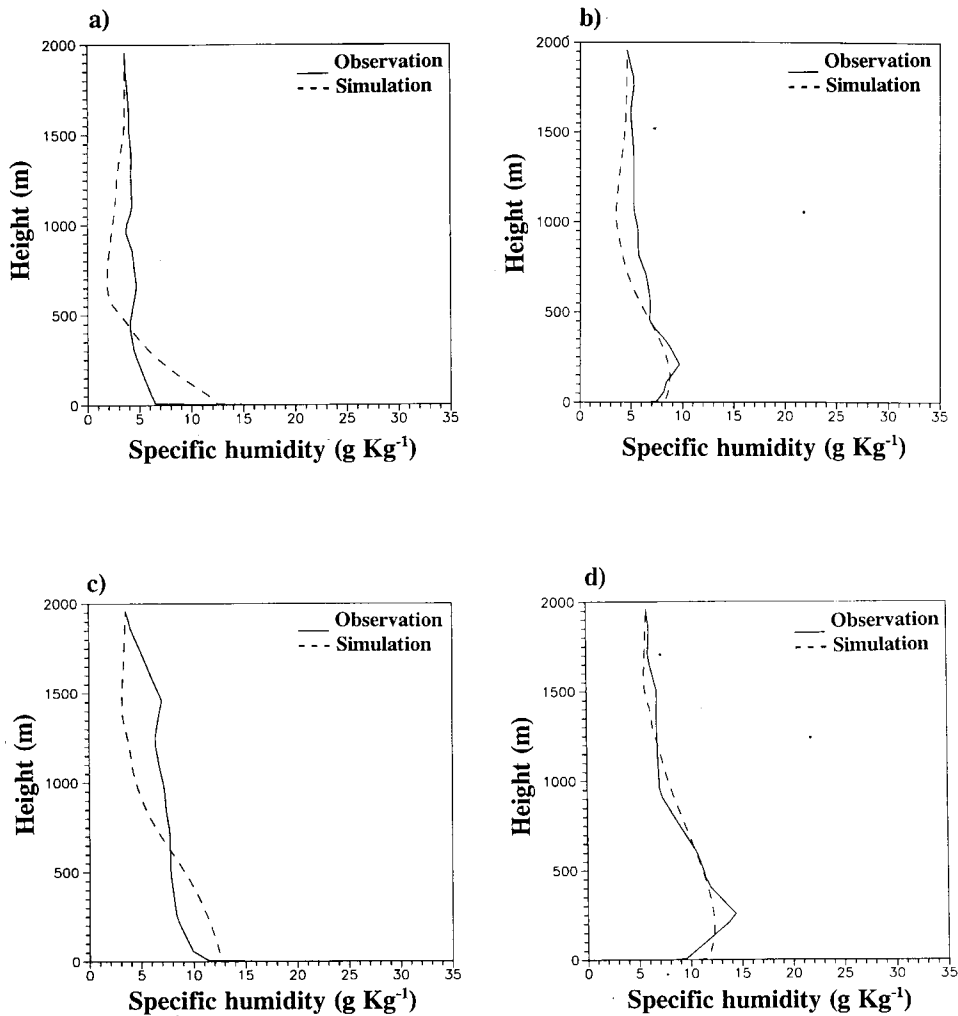 a)
2000
1500
1000
500
0
0 5 10 15 20 25 30 35
Height (m)
Specific humidity (g Kg-1)
Observation
Simulation
b)
2000
1500
1000
500
0
0 5 10 15 20 25 30 35
Height (m)
Specific humidity (g Kg-1)
Observation
Simulation
c)
2000
1500
1000
500
0
0 5 10 15 20 25 30 35
Height (m)
Specific humidity (g Kg-1)
Observation
Simulation
d)
2000
1500
1000
500
0
0 5 10 15 20 25 30 35
Height (m)
Specific humidity (g Kg-1)
Observation
Simulation